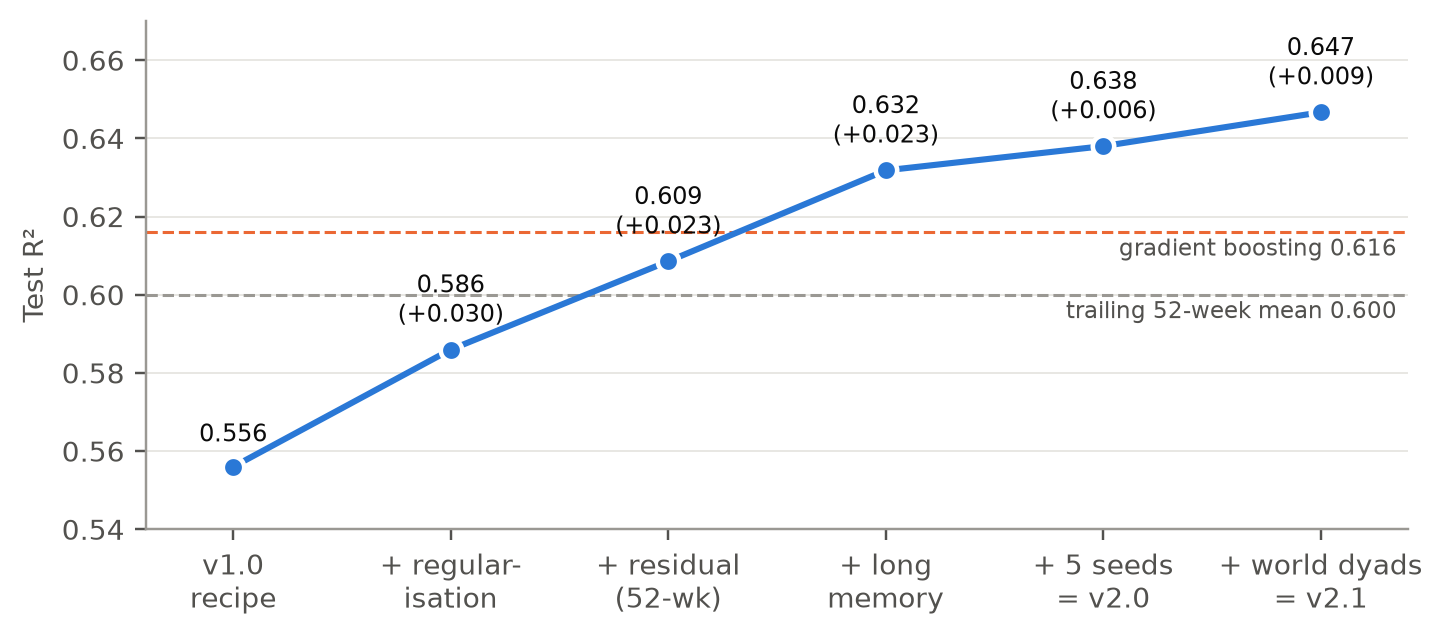 0.66
0.64
0.62
0.60
0.58
0.56
0.54
Test R²
0.556
0.586
(+0.030)
0.609
(+0.023)
0.632
(+0.023)
0.638
(+0.006)
0.647
(+0.009)
gradient boosting 0.616
trailing 52-week mean 0.600
v1.0
recipe
+ regular-
isation
+ residual
(52-wk)
+ long
memory
+ 5 seeds
= v2.0
+ world dyads
= v2.1